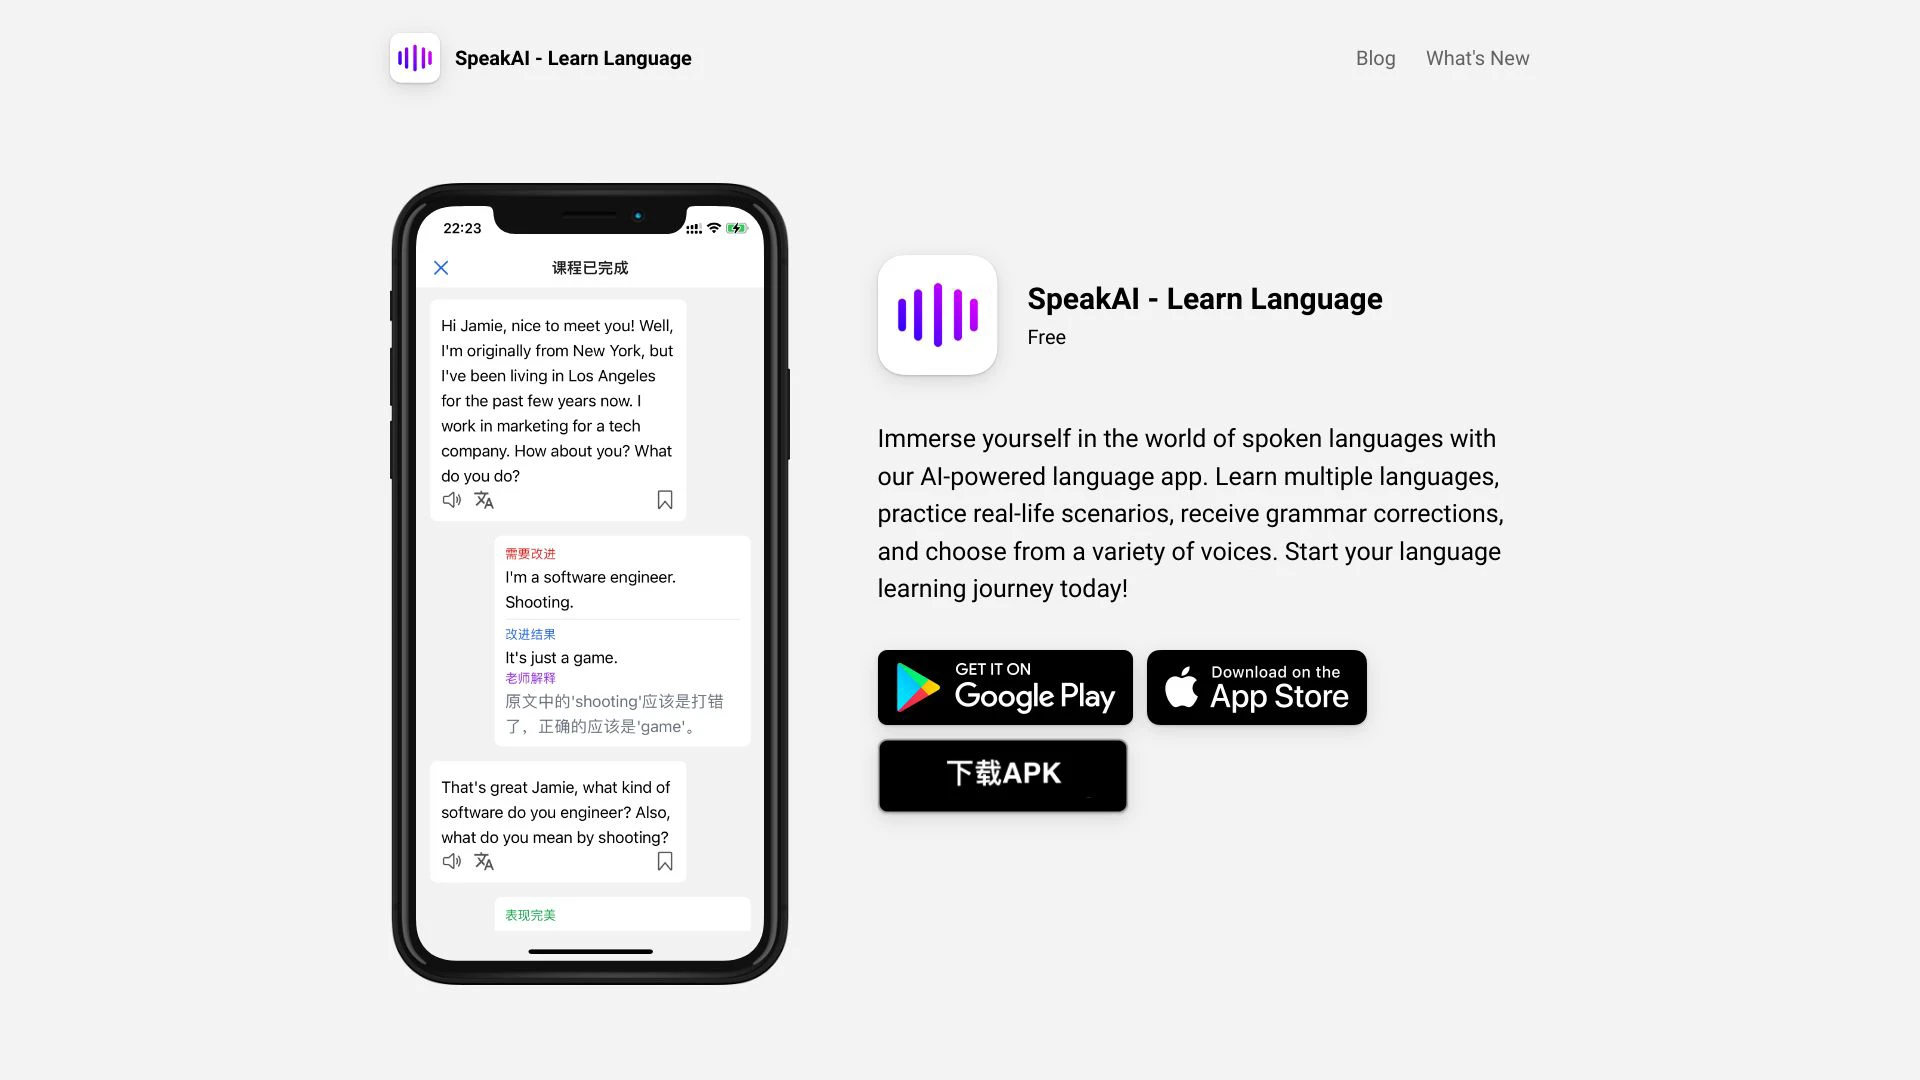 SpeakAI - Learn Language
Blog
What's New
22:23
课程已完成
Hi Jamie, nice to meet you! Well,
I'm originally from New York, but
I've been living in Los Angeles
for the past few years now. I
work in marketing for a tech
company. How about you? What
do you do?
需要改进
I'm a software engineer.
Shooting.
改进结果
It's just a game.
老师解释
原文中的'shooting'应该是打错
了，正确的应该是'game'。
That's great Jamie, what kind of
software do you engineer? Also,
what do you mean by shooting?
表现完美
SpeakAI - Learn Language
Free
Immerse yourself in the world of spoken languages with
our AI-powered language app. Learn multiple languages,
practice real-life scenarios, receive grammar corrections,
and choose from a variety of voices. Start your language
learning journey today!
GET IT ON
Google Play
Download on the
App Store
下载APK